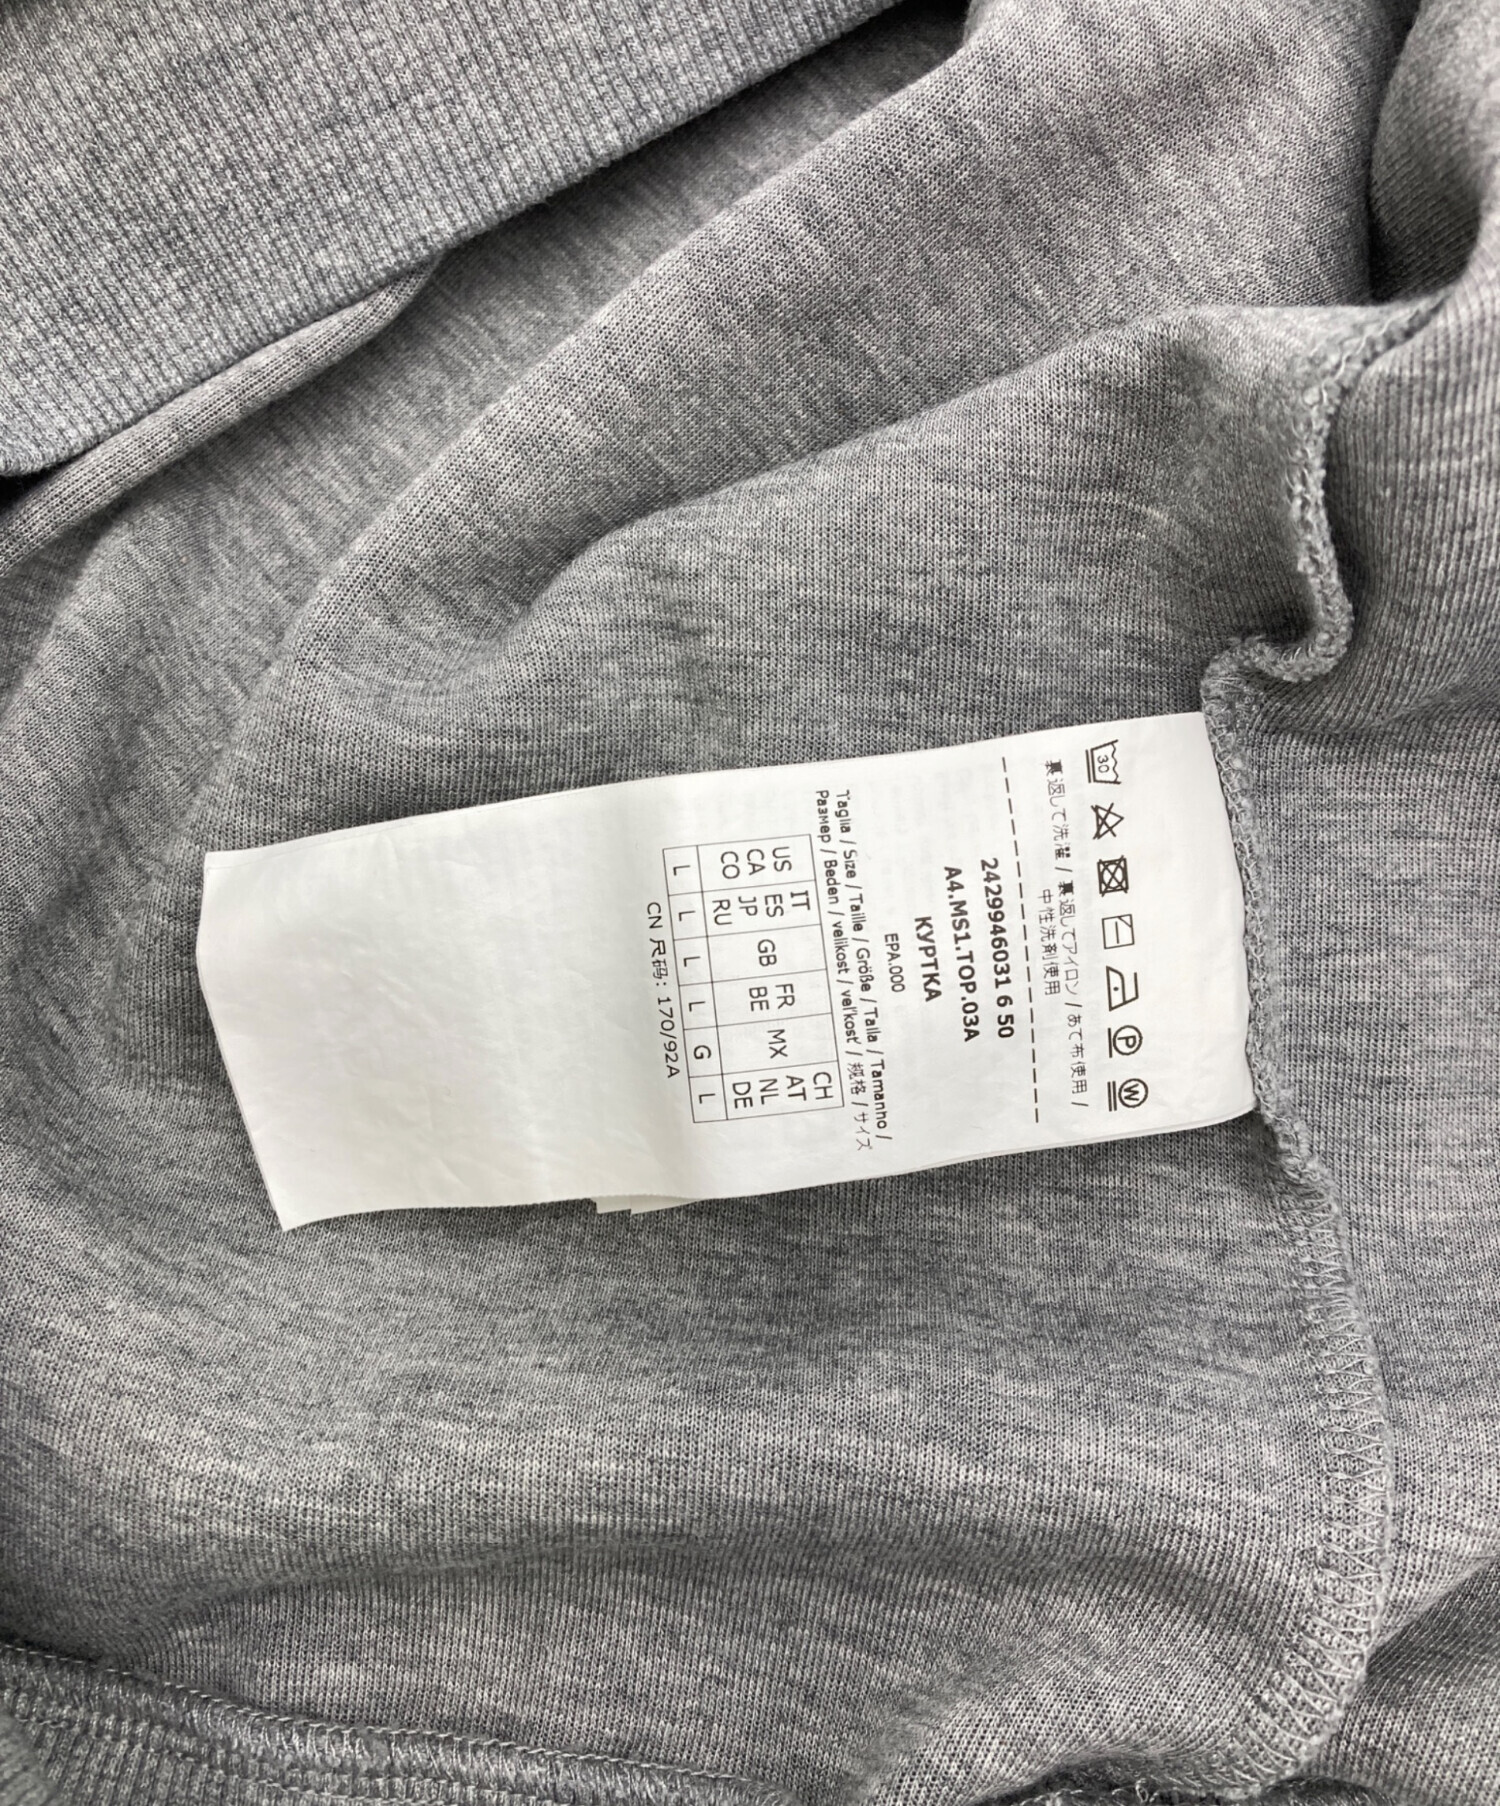 30
P
W
裏返して洗濯 / 裏返してアイロン / あて布使用 /
中性洗剤使用
2429946031 6 50
A4.MS1.TOP.03A
КУРТКА
EPA.000
Taglia / Size / Taille / Größe / Talla / Tamanho /
Размер / Beden / velikost / veľkosť / 规格 / サイズ
IT CH
US ES GB FR MX AT
CA JP BE NL
CO RU DE
L L L L G L
CN 尺码: 170/92A